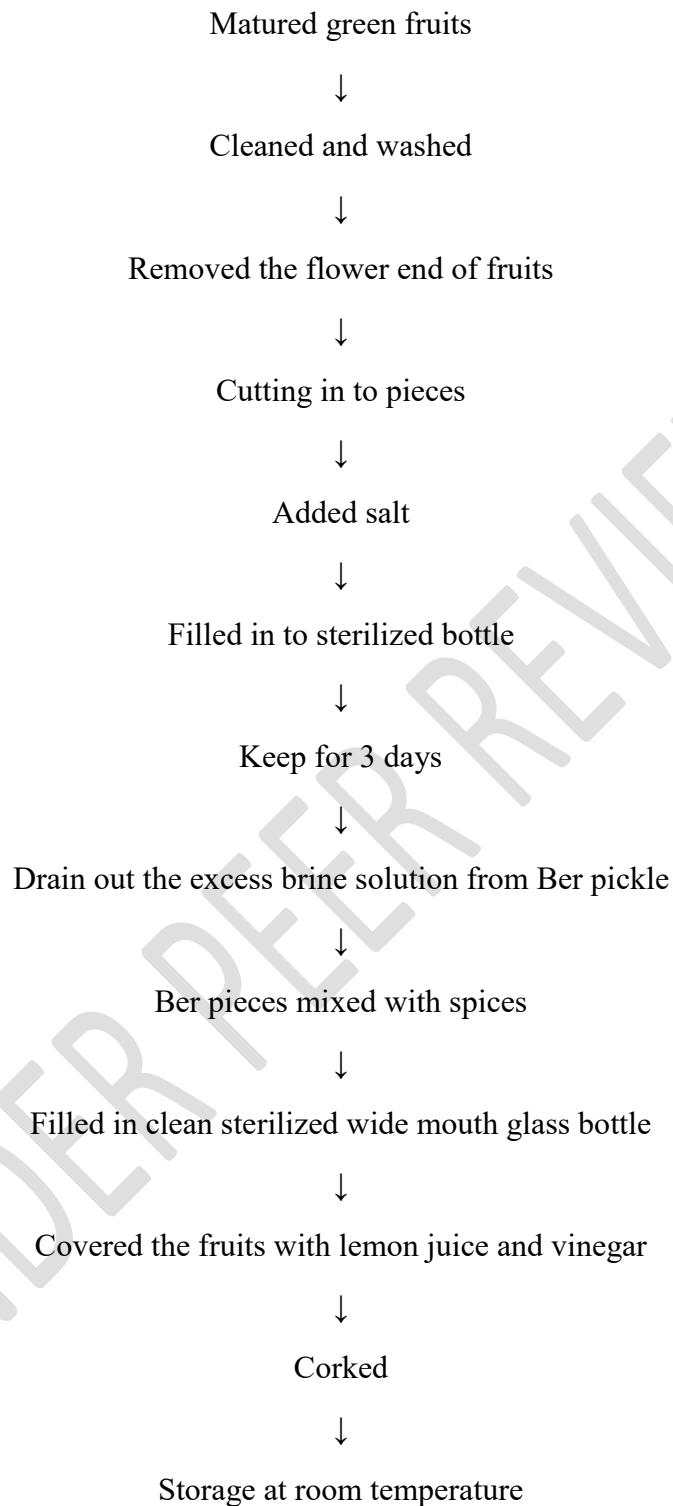 Matured green fruits
↓
Cleaned and washed
↓
Removed the flower end of fruits
↓
Cutting in to pieces
↓
Added salt
↓
Filled in to sterilized bottle
↓
Keep for 3 days
↓
Drain out the excess brine solution from Ber pickle
↓
Ber pieces mixed with spices
↓
Filled in clean sterilized wide mouth glass bottle
↓
Covered the fruits with lemon juice and vinegar
↓
Corked
↓
Storage at room temperature
PEER